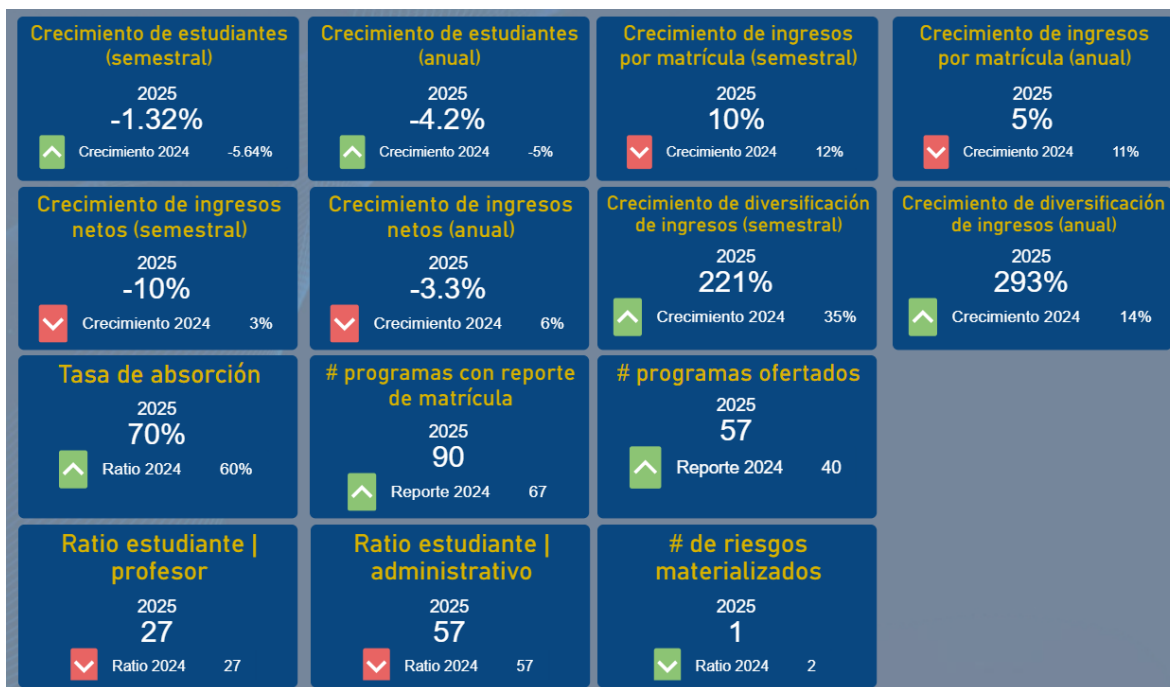 Crecimiento de estudiantes
(semestral)
2025
-1.32%
Crecimiento 2024 -5.64%
Crecimiento de estudiantes
(anual)
2025
-4.2%
Crecimiento 2024 -5%
Crecimiento de ingresos
por matrícula (semestral)
2025
10%
Crecimiento 2024 12%
Crecimiento de ingresos
por matrícula (anual)
2025
5%
Crecimiento 2024 11%
Crecimiento de ingresos
netos (semestral)
2025
-10%
Crecimiento 2024 3%
Crecimiento de ingresos
netos (anual)
2025
-3.3%
Crecimiento 2024 6%
Crecimiento de diversificación
de ingresos (semestral)
2025
221%
Crecimiento 2024 35%
Crecimiento de diversificación
de ingresos (anual)
2025
293%
Crecimiento 2024 14%
Tasa de absorción
2025
70%
Ratio 2024 60%
# programas con reporte
de matrícula
2025
90
Reporte 2024 67
# programas ofertados
2025
57
Reporte 2024 40
Ratio estudiante |
profesor
2025
27
Ratio 2024 27
Ratio estudiante |
administrativo
2025
57
Ratio 2024 57
# de riesgos
materializados
2025
1
Ratio 2024 2